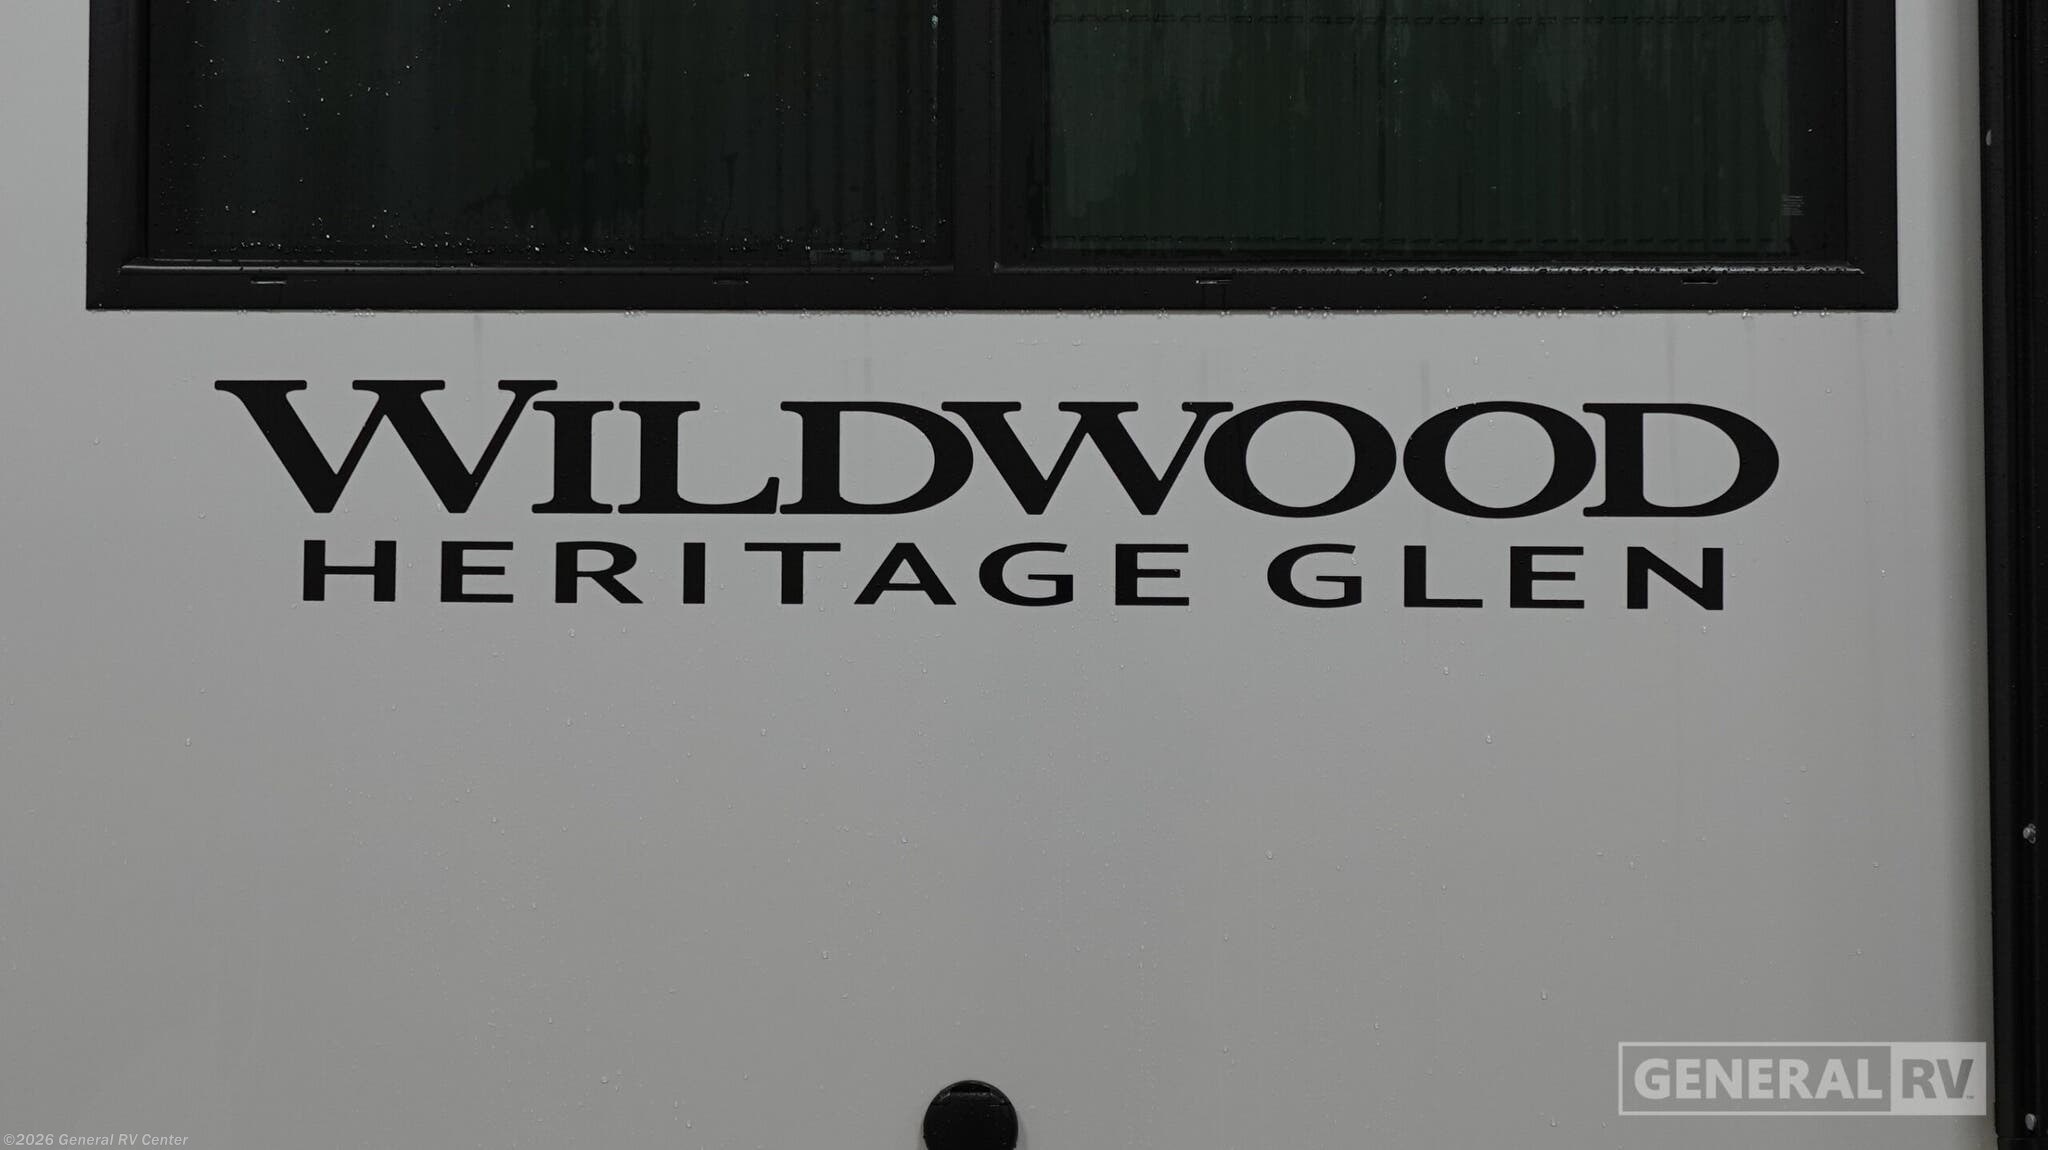 WILDWOOD
HERITAGE GLEN
GENERAL RV
©2026 General RV Center